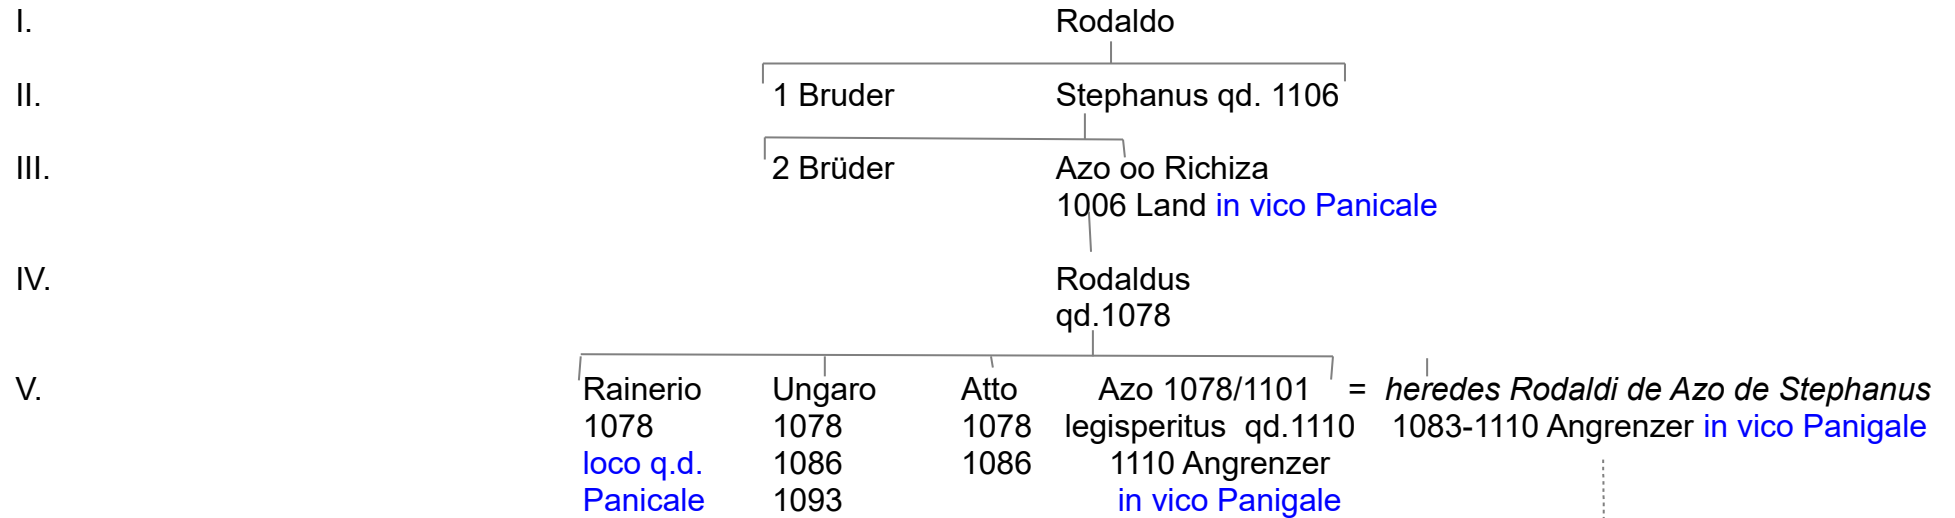 I. Rodaldo
II. 1 Bruder Stephanus qd. 1106
III. 2 Brüder Azo oo Richiza
1006 Land in vico Panicale
IV. Rodaldus
qd.1078
V. Rainerio Ungaro Atto Azo 1078/1101 = heredes Rodaldi de Azo de Stephanus
1078 1078 1078 legisperitus qd.1110 1083-1110 Angrenzer in vico Panigale
loco q.d. 1086 1086 1110 Angrenzer
Panicale 1093 in vico Panigale